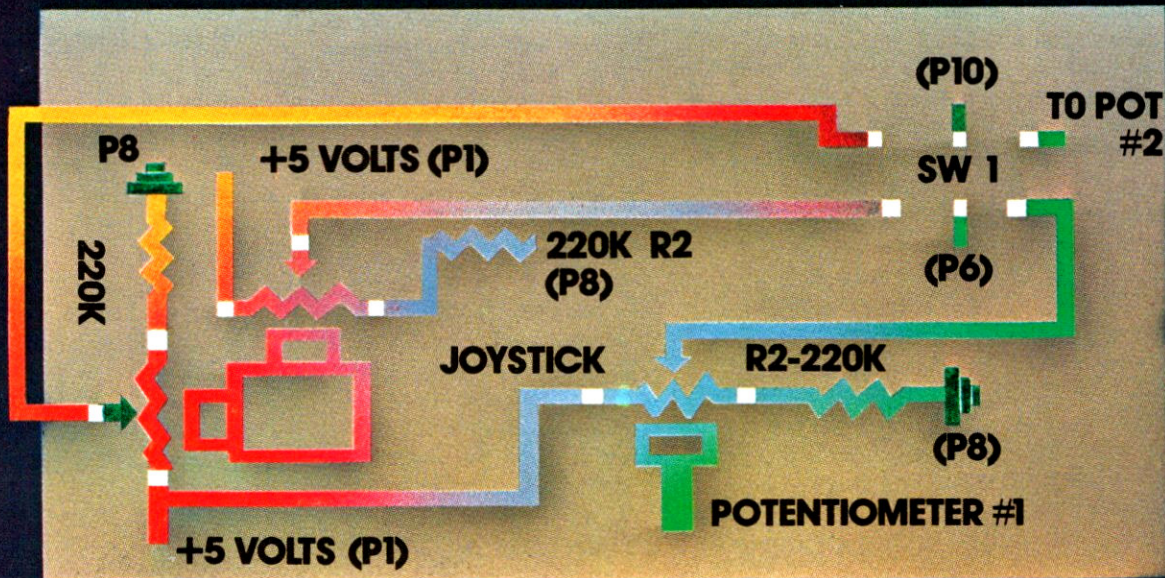 (P10)
TO POT
#2
P8
+5 VOLTS (P1)
SW 1
220K
220K R2
(P8)
(P6)
JOYSTICK
R2-220K
(P8)
POTENTIOMETER #1
+5 VOLTS (P1)